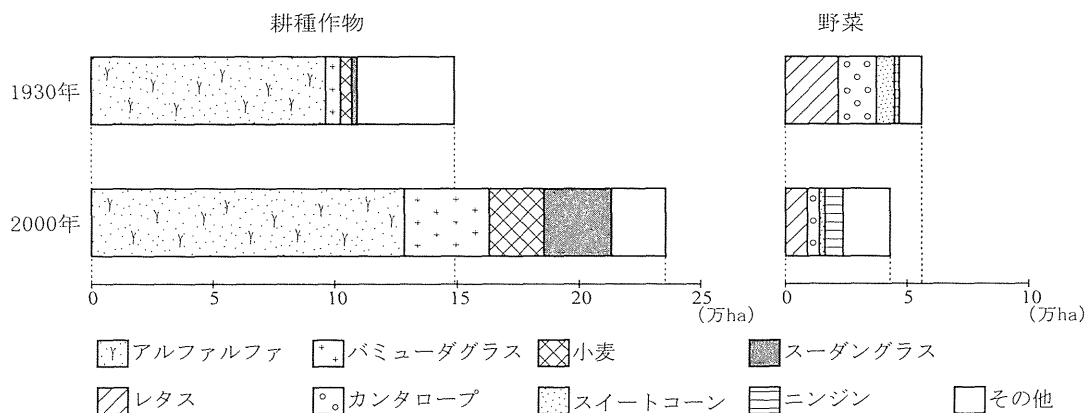 耕種作物 野菜
1930年
2000年
0 5 10 15 20 25 0 5 10
(万ha) (万ha)
アルファルファ バミューダグラス 小麦 スーダングラス
レタス カンタロープ スイートコーン ニンジン その他